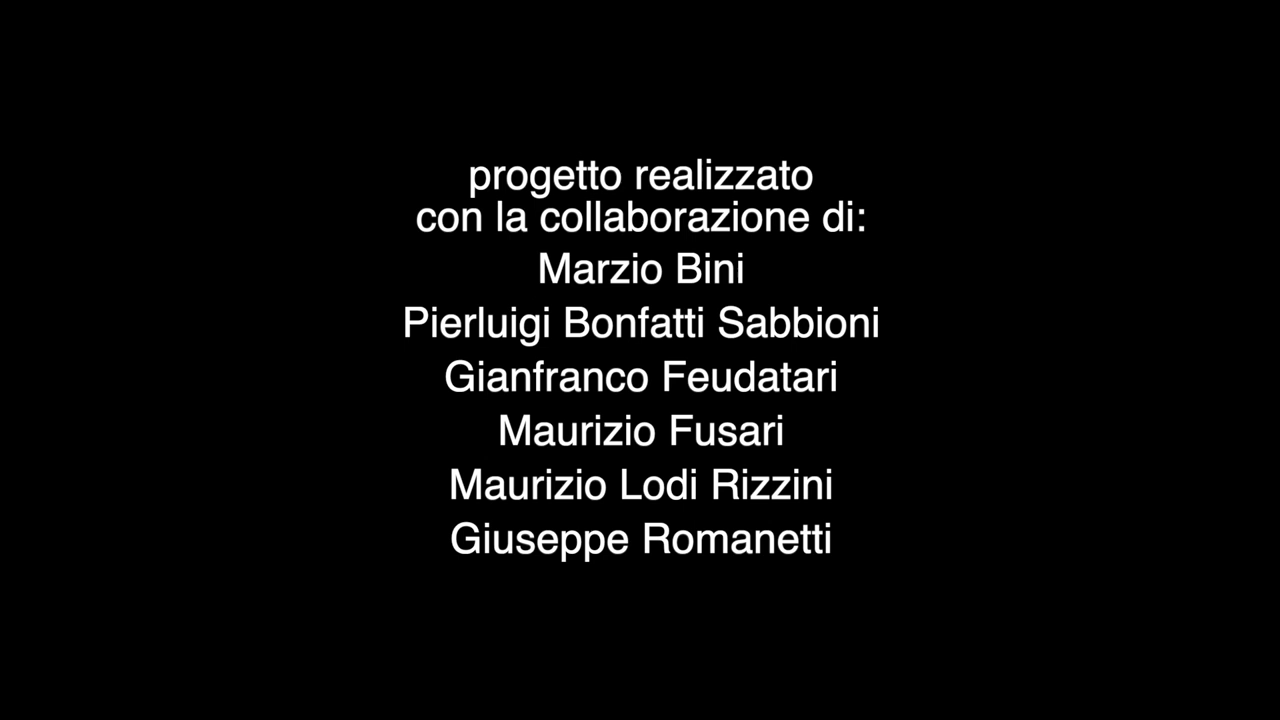 progetto realizzato
con la collaborazione di:
Marzio Bini
Pierluigi Bonfatti Sabbioni
Gianfranco Feudatari
Maurizio Fusari
Maurizio Lodi Rizzini
Giuseppe Romanetti